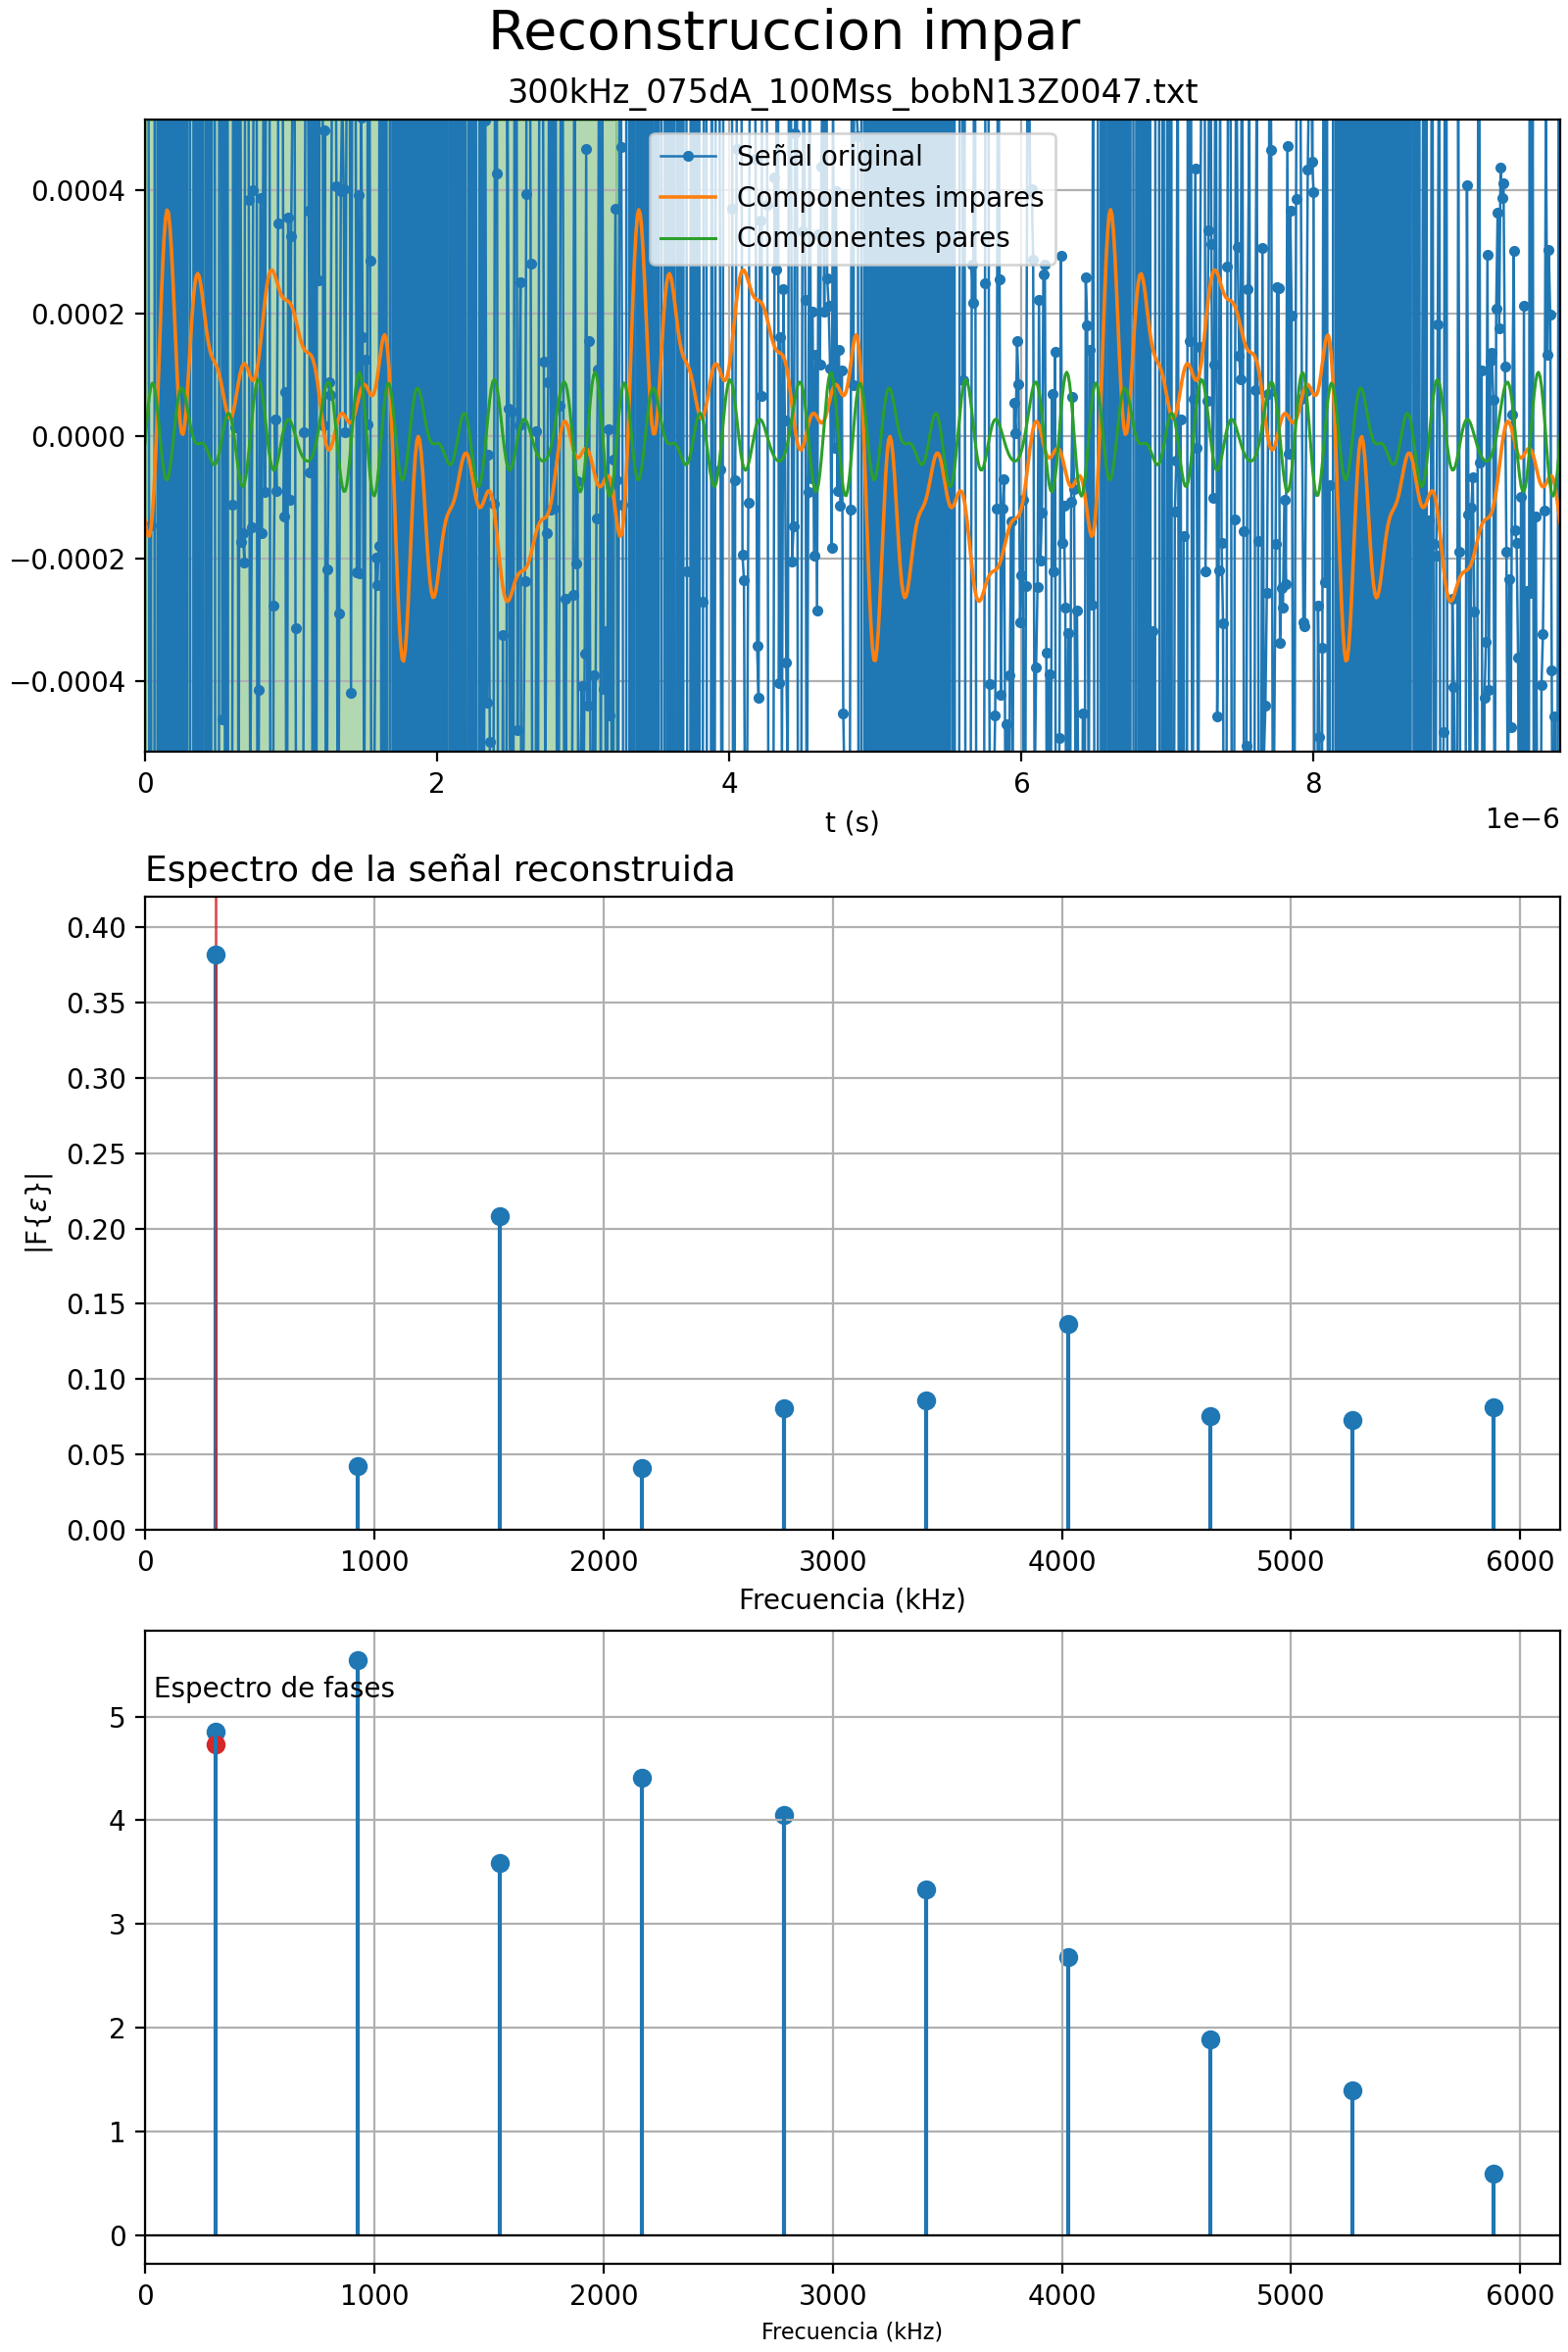 Reconstruccion impar
300kHz_075dA_100Mss_bobN13Z0047.txt
Señal original
Componentes impares
Componentes pares
0.0004
0.0002
0.0000
−0.0002
−0.0004
0 2 4 6 8
1e−6
t (s)
Espectro de la señal reconstruida
0.40
0.35
0.30
0.25
0.20
0.15
0.10
0.05
0.00
|F{ε}|
0 1000 2000 3000 4000 5000 6000
Frecuencia (kHz)
Espectro de fases
5
4
3
2
1
0
0 1000 2000 3000 4000 5000 6000
Frecuencia (kHz)